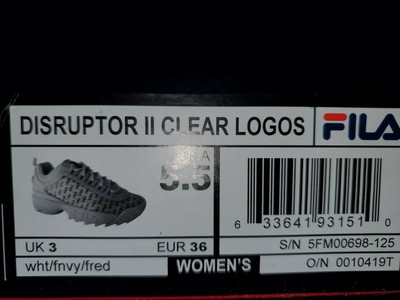 DISRUPTOR II CLEAR LOGOS
FILA
5.5
6 33641 93151 0
UK 3 EUR 36
S/N 5FM00698-125
wht/fnvy/fred WOMEN'S O/N 0010419T